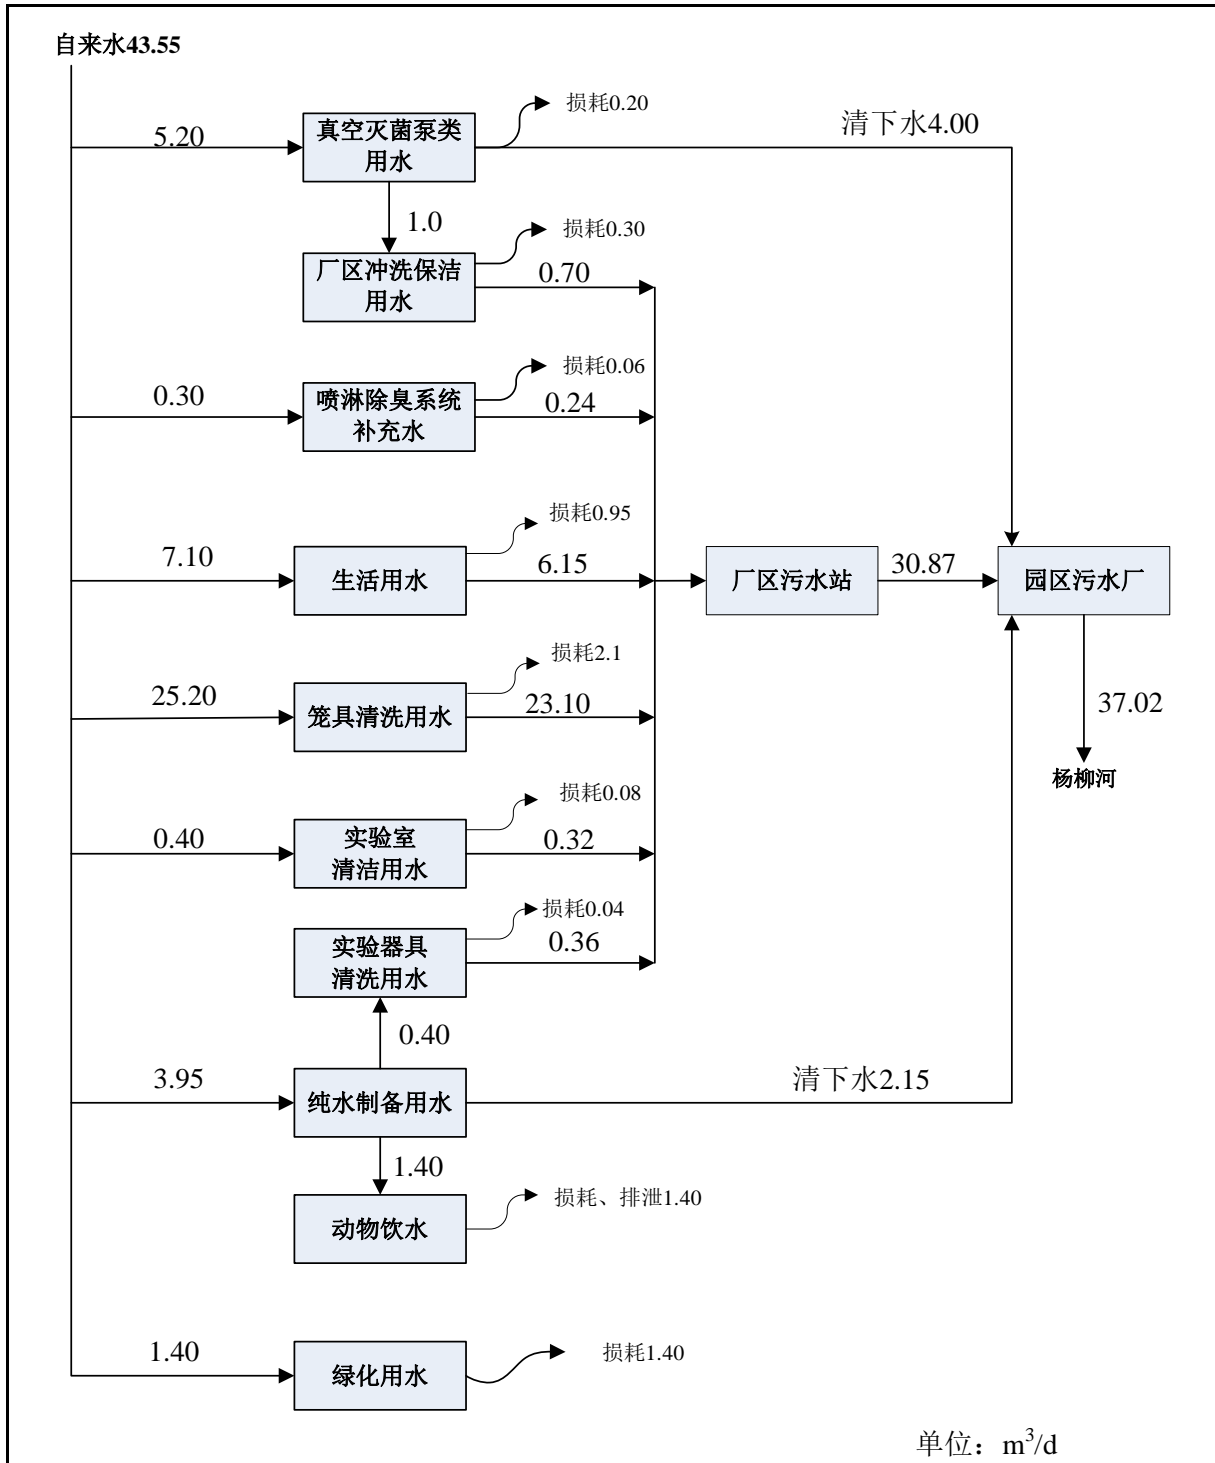 自来水43.55
损耗0.20
清下水4.00
5.20
真空灭菌泵类
用水
1.0
损耗0.30
厂区冲洗保洁
用水
0.70
损耗0.06
0.30
喷淋除臭系统
补充水
0.24
损耗0.95
7.10
生活用水
6.15
厂区污水站
30.87
园区污水厂
损耗2.1
25.20
笼具清洗用水
23.10
37.02
杨柳河
损耗0.08
0.40
实验室
清洁用水
0.32
损耗0.04
实验器具
清洗用水
0.36
0.40
3.95
纯水制备用水
清下水2.15
1.40
损耗、排泄1.40
动物饮水
1.40
绿化用水
损耗1.40
单位：m³/d